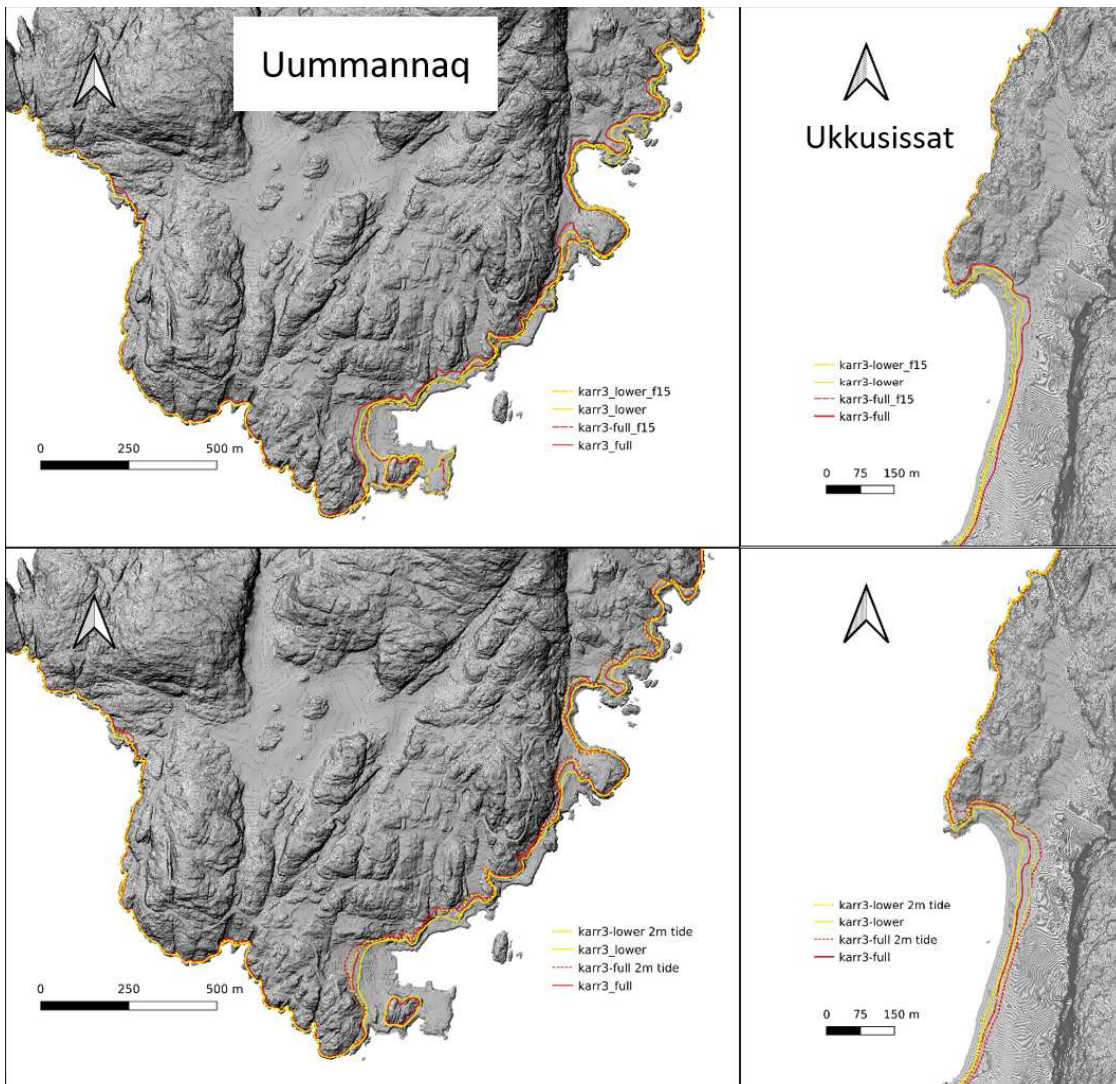 Uummannaq
karr3_lower_f15
karr3_lower
karr3-full_f15
karr3_full
0 250 500 m
Ukkusissat
karr3-lower_f15
karr3-lower
karr3-full_f15
karr3-full
0 75 150 m
karr3-lower 2m tide
karr3_lower
karr3-full 2m tide
karr3_full
0 250 500 m
karr3-lower 2m tide
karr3-lower
karr3-full 2m tide
karr3-full
0 75 150 m